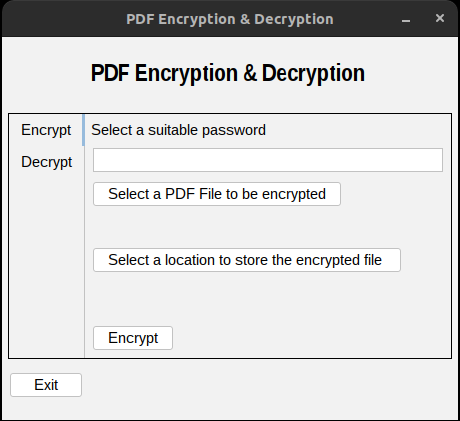 PDF Encryption & Decryption
PDF Encryption & Decryption
Encrypt
Decrypt
Select a suitable password
Select a PDF File to be encrypted
Select a location to store the encrypted file
Encrypt
Exit